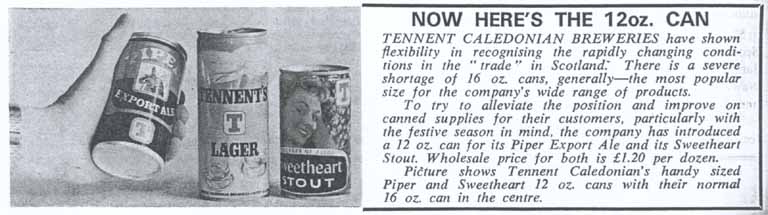 PIPE
EXPORT ALE
TENNENT'S
T
LAGER
T
weetheart
STOUT
NOW HERE'S THE 12oz. CAN
TENNENT CALEDONIAN BREWERIES have shown
flexibility in recognising the rapidly changing condi-
tions in the "trade" in Scotland. There is a severe
shortage of 16 oz. cans, generally—the most popular
size for the company's wide range of products.
To try to alleviate the position and improve on
canned supplies for their customers, particularly with
the festive season in mind, the company has introduced
a 12 oz. can for its Piper Export Ale and its Sweetheart
Stout. Wholesale price for both is £1.20 per dozen.
Picture shows Tennent Caledonian's handy sized
Piper and Sweetheart 12 oz. cans with their normal
16 oz. can in the centre.